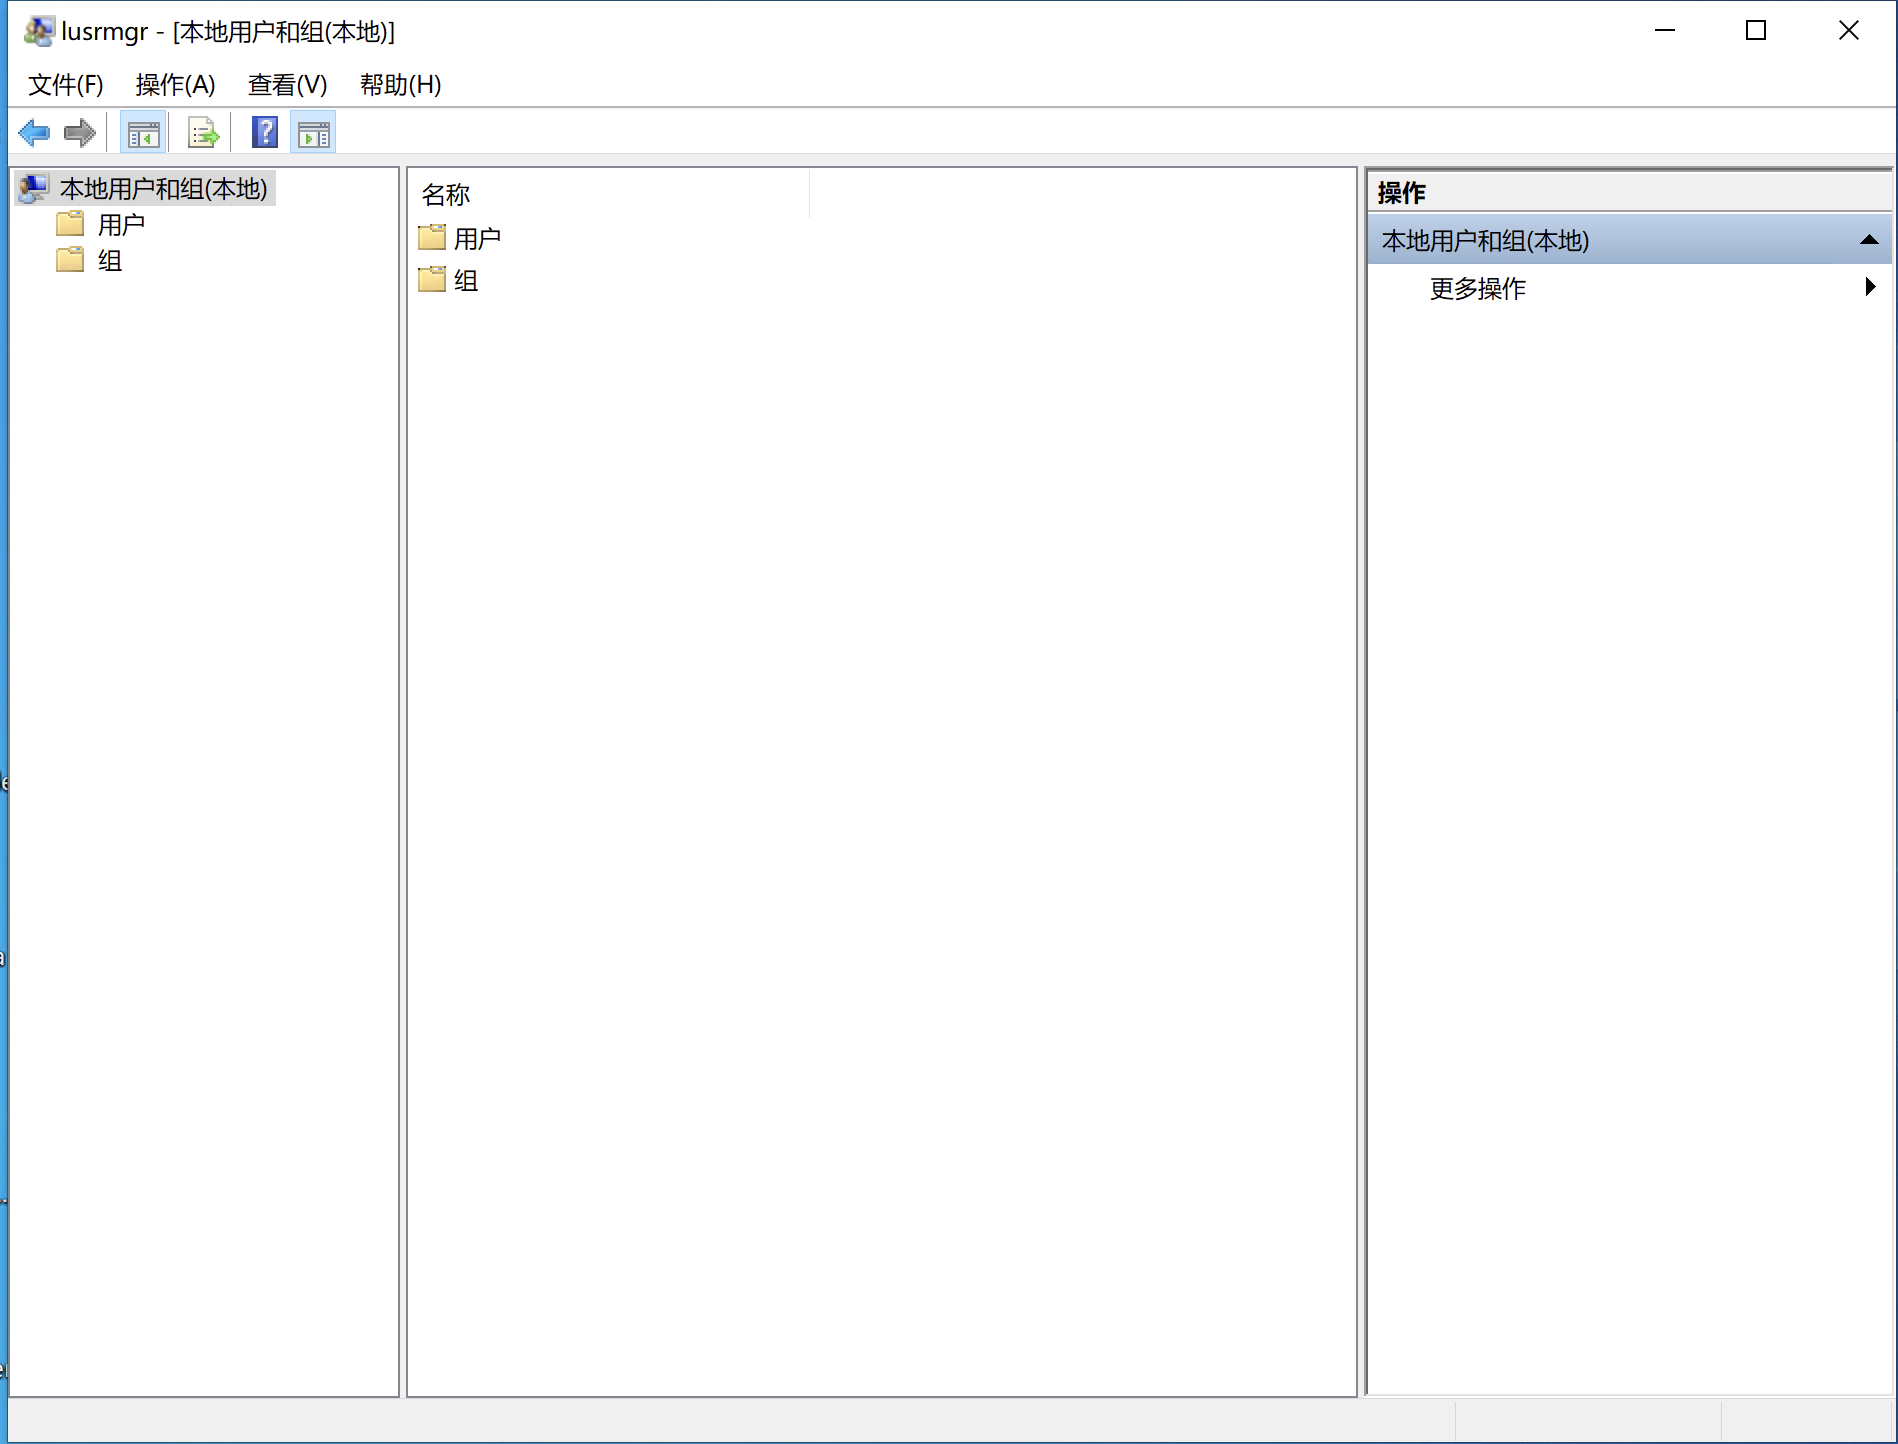 lusrmgr - [本地用户和组(本地)]
文件(F) 操作(A) 查看(V) 帮助(H)
本地用户和组(本地)
用户
组
名称
用户
组
操作
本地用户和组(本地)
更多操作